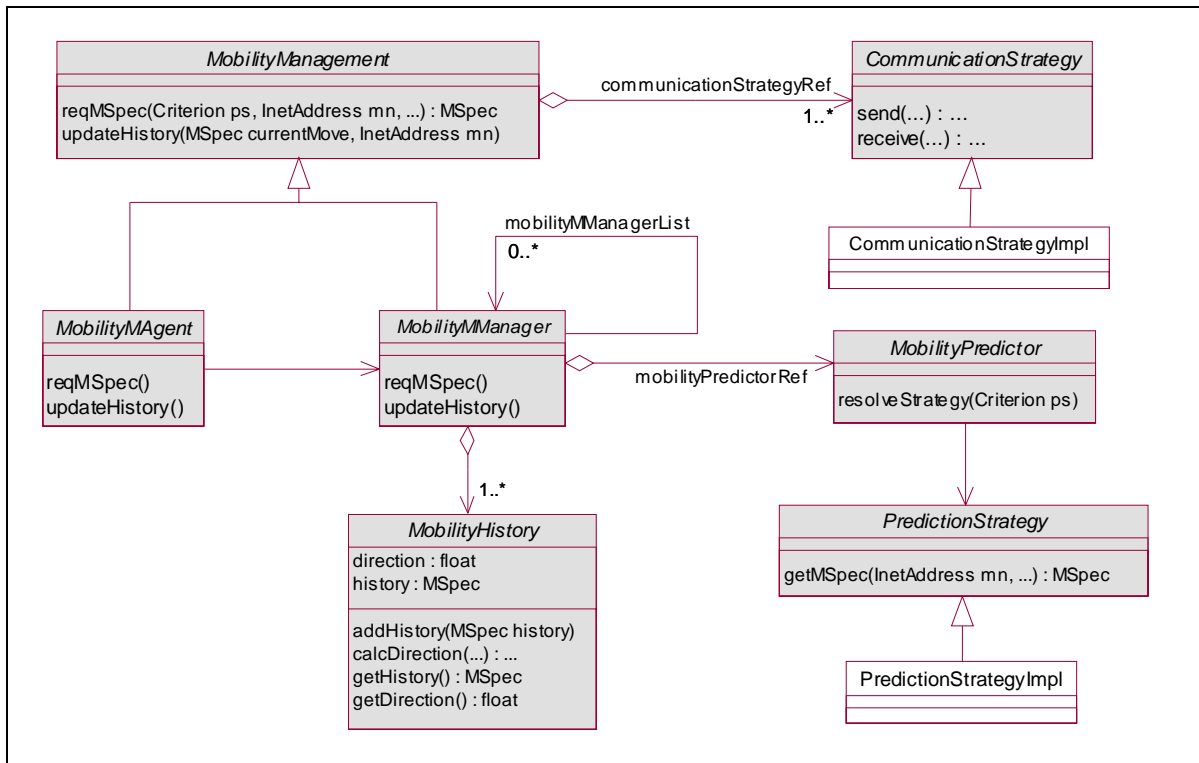 MobilityManagement
reqMSpec(Criterion ps, InetAddress mn, ...) : MSpec
updateHistory(MSpec currentMove, InetAddress mn)
communicationStrategyRef
1..*
CommunicationStrategy
send(...) : ...
receive(...) : ...
CommunicationStrategyImpl
mobilityMManagerList
0..*
MobilityMAgent
reqMSpec()
updateHistory()
MobilityMManager
reqMSpec()
updateHistory()
mobilityPredictorRef
MobilityPredictor
resolveStrategy(Criterion ps)
1..*
MobilityHistory
direction : float
history : MSpec
addHistory(MSpec history)
calcDirection(...) : ...
getHistory() : MSpec
getDirection() : float
PredictionStrategy
getMSpec(InetAddress mn, ...) : MSpec
PredictionStrategyImpl